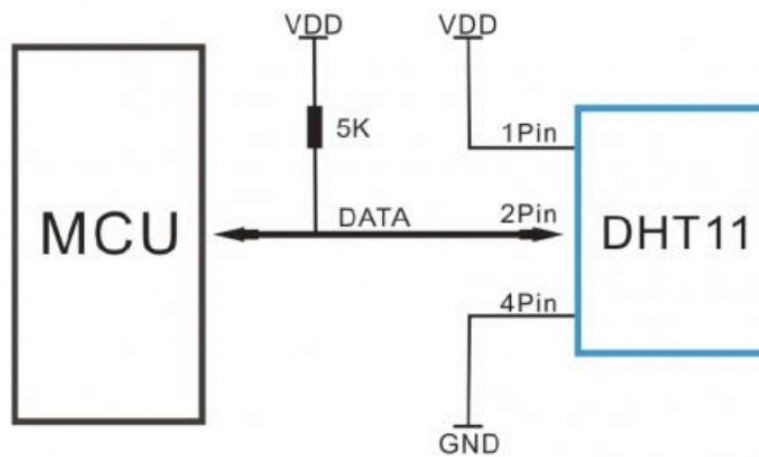 VDD
VDD
5K
1Pin
MCU
DATA
2Pin
DHT11
4Pin
GND